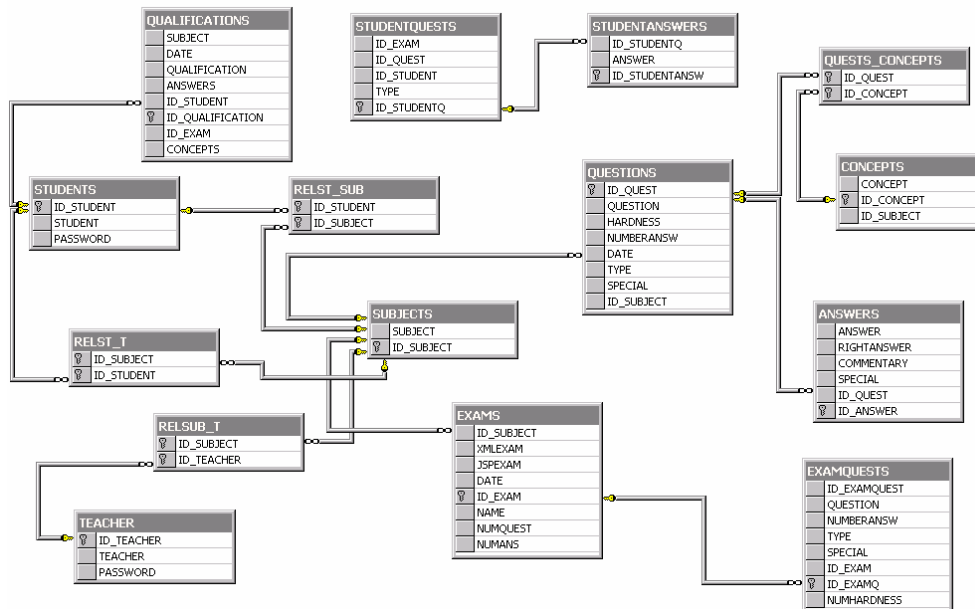 QUALIFICATIONS
SUBJECT
DATE
QUALIFICATION
ANSWERS
ID_STUDENT
ID_QUALIFICATION
ID_EXAM
CONCEPTS
STUDENTQUESTS
ID_EXAM
ID_QUEST
ID_STUDENT
TYPE
ID_STUDENTQ
STUDENTANSWERS
ID_STUDENTQ
ANSWER
ID_STUDENTANSW
QUESTS_CONCEPTS
ID_QUEST
ID_CONCEPT
CONCEPTS
CONCEPT
ID_CONCEPT
ID_SUBJECT
STUDENTS
ID_STUDENT
STUDENT
PASSWORD
RELST_SUB
ID_STUDENT
ID_SUBJECT
QUESTIONS
ID_QUEST
QUESTION
HARDNESS
NUMBERANSW
DATE
TYPE
SPECIAL
ID_SUBJECT
SUBJECTS
SUBJECT
ID_SUBJECT
RELST_T
ID_SUBJECT
ID_STUDENT
ANSWERS
ANSWER
RIGHTANSWER
COMMENTARY
SPECIAL
ID_QUEST
ID_ANSWER
RELSUB_T
ID_SUBJECT
ID_TEACHER
EXAMS
ID_SUBJECT
XMLEXAM
JSPEXAM
DATE
ID_EXAM
NAME
NUMQUEST
NUMANS
TEACHER
ID_TEACHER
TEACHER
PASSWORD
EXAMQUESTS
ID_EXAMQUEST
QUESTION
NUMBERANSW
TYPE
SPECIAL
ID_EXAM
ID_EXAMQ
NUMHARDNESS